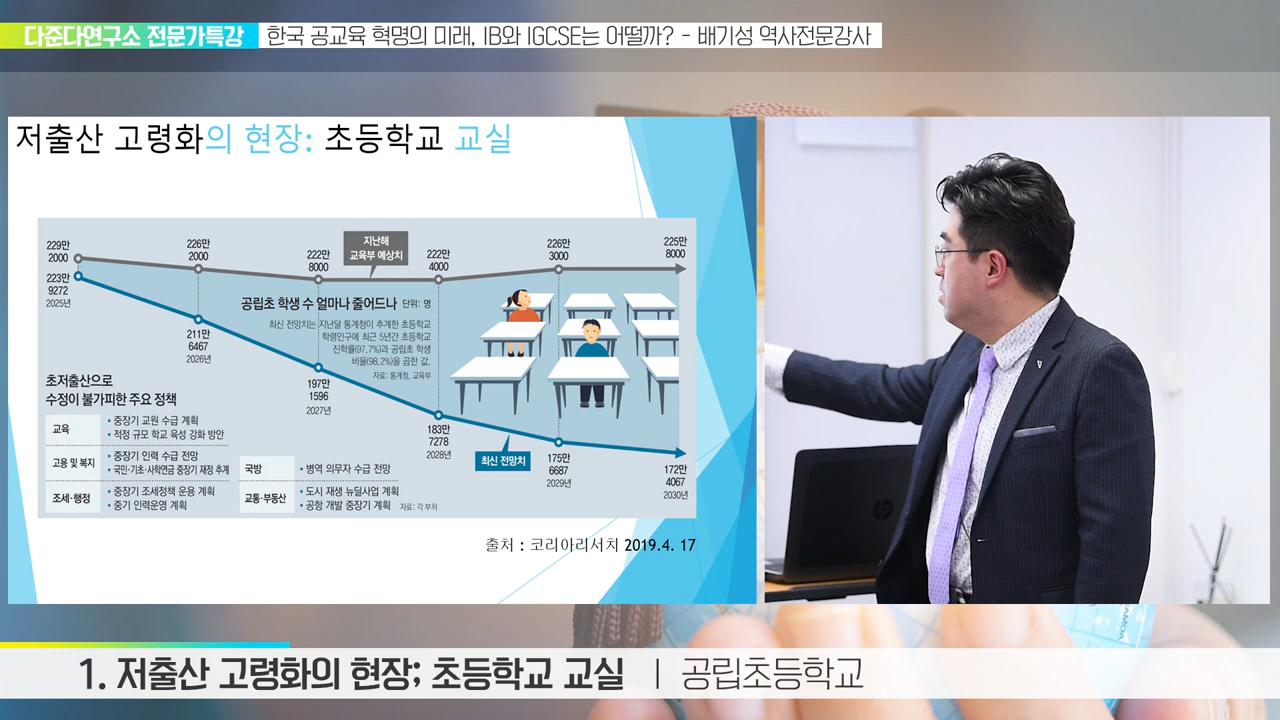 다준다연구소 전문가특강
한국 공교육 혁명의 미래, IB와 IGCSE는 어떨까? - 배기성 역사전문강사
저출산 고령화의 현장: 초등학교 교실
229만
2000
226만
2000
222만
8000
지난해
교육부 예상치
222만
4000
226만
3000
225만
8000
223만
9272
2025년
211만
6467
2026년
197만
1596
2027년
183만
7278
2028년
175만
6687
2029년
172만
4067
2030년
공립초 학생 수 얼마나 줄어드나 단위: 명
최신 전망치는 지난달 통계청이 추계한 초등학교
학령인구에 최근 5년간 초등학교
진학률(97.7%)과 공립초 학생
비율(98.2%)을 곱한 값.
자료: 통계청, 교육부
최신 전망치
초저출산으로
수정이 불가피한 주요 정책
교육
• 중장기 교원 수급 계획
• 적정 규모 학교 육성 강화 방안
고용 및 복지
• 중장기 인력 수급 전망
• 국민·기초·사학연금 중장기 재정 추계
조세·행정
• 중장기 조세정책 운용 계획
• 중기 인력운영 계획
국방
• 병역 의무자 수급 전망
교통·부동산
• 도시 재생 뉴딜사업 계획
• 공항 개발 중장기 계획
자료: 각 부처
출처 : 코리아리서치 2019.4. 17
hp
SAMOA
1. 저출산 고령화의 현장; 초등학교 교실 | 공립초등학교